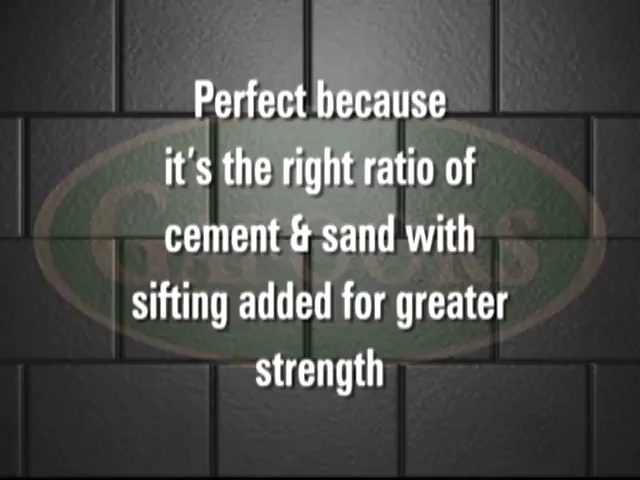 Perfect because
it's the right ratio of
cement & sand with
sifting added for greater
strength